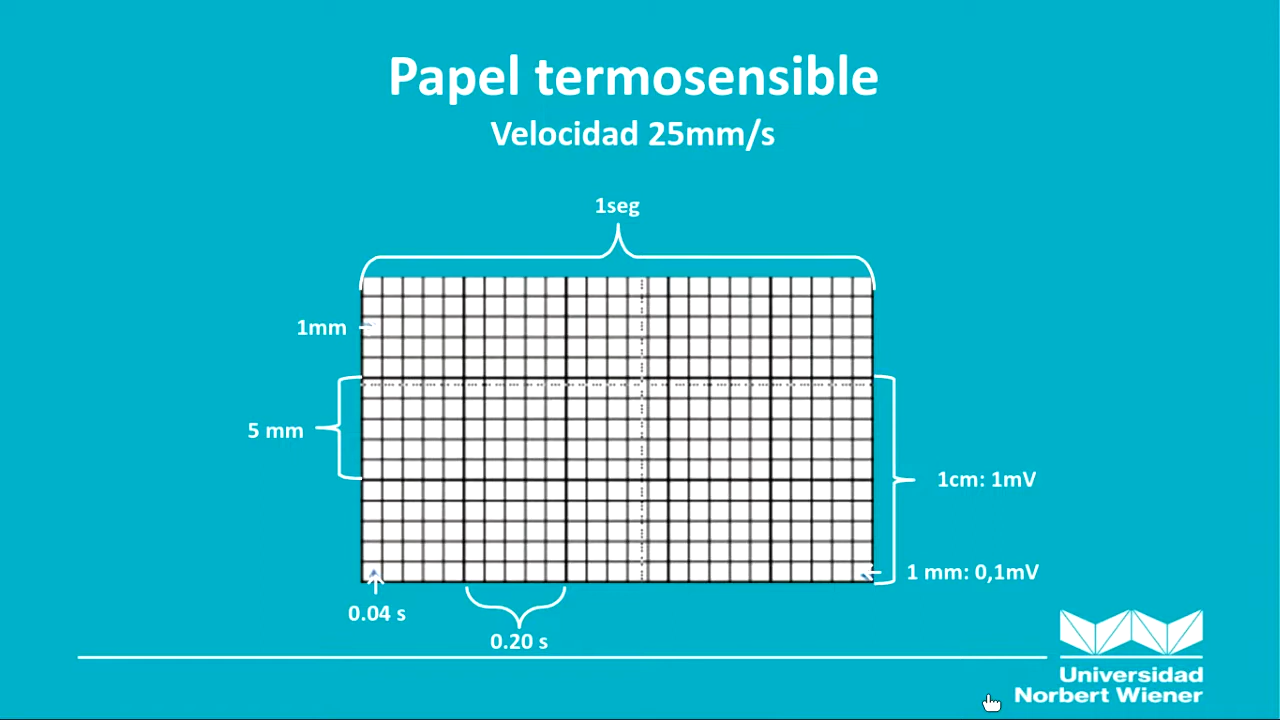 Papel termosensible
Velocidad 25mm/s
1seg
1mm
5 mm
1cm: 1mV
1 mm: 0,1mV
0.04 s
0.20 s
Universidad
Norbert Wiener